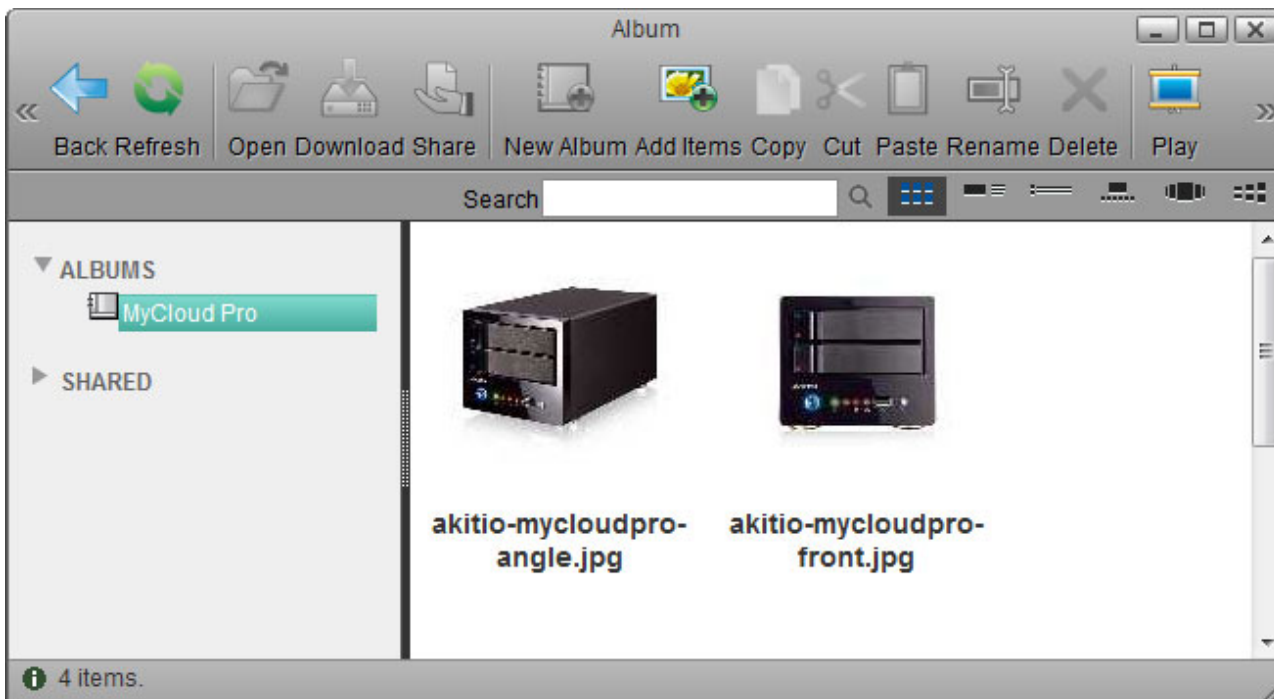 Album
Back Refresh Open Download Share New Album Add Items Copy Cut Paste Rename Delete Play
Search
ALBUMS
MyCloud Pro
SHARED
akitio-mycloudpro-
angle.jpg
akitio-mycloudpro-
front.jpg
4 items.